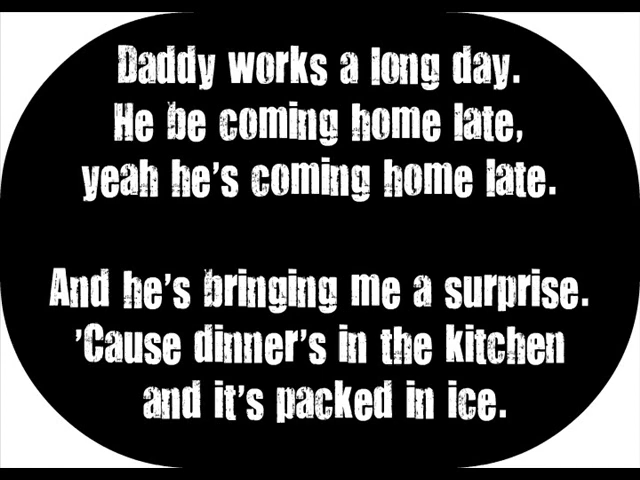 Daddy works a long day.
He be coming home late,
yeah he's coming home late.
And he's bringing me a surprise.
'Cause dinner's in the kitchen
and it's packed in ice.